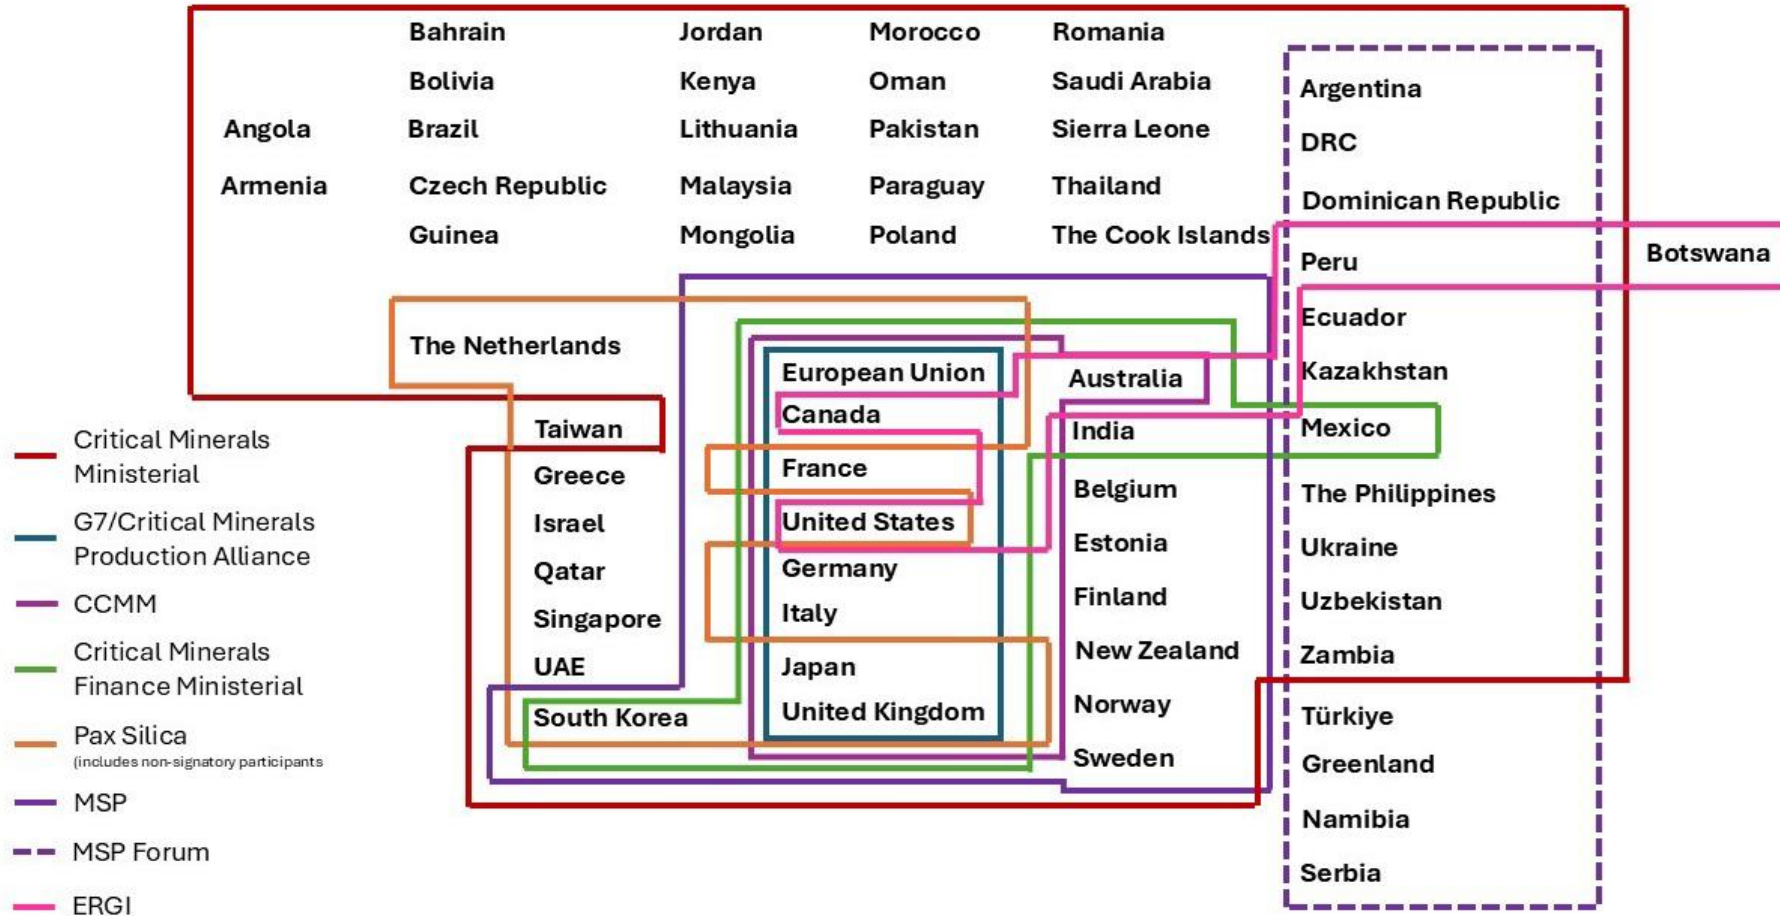 Bahrain Jordan Morocco Romania
Bolivia Kenya Oman Saudi Arabia Argentina
Angola Brazil Lithuania Pakistan Sierra Leone DRC
Armenia Czech Republic Malaysia Paraguay Thailand Dominican Republic
Guinea Mongolia Poland The Cook Islands
Peru Botswana
Ecuador
The Netherlands
European Union Australia Kazakhstan
Canada
Taiwan India Mexico
Greece France Belgium The Philippines
Israel United States Estonia Ukraine
Qatar Germany Finland Uzbekistan
Singapore Italy New Zealand Zambia
UAE Japan
South Korea United Kingdom Norway Türkiye
Sweden Greenland
Namibia
Serbia
Critical Minerals
Ministerial
G7/Critical Minerals
Production Alliance
CCMM
Critical Minerals
Finance Ministerial
Pax Silica
(includes non-signatory participants
MSP
MSP Forum
ERGI